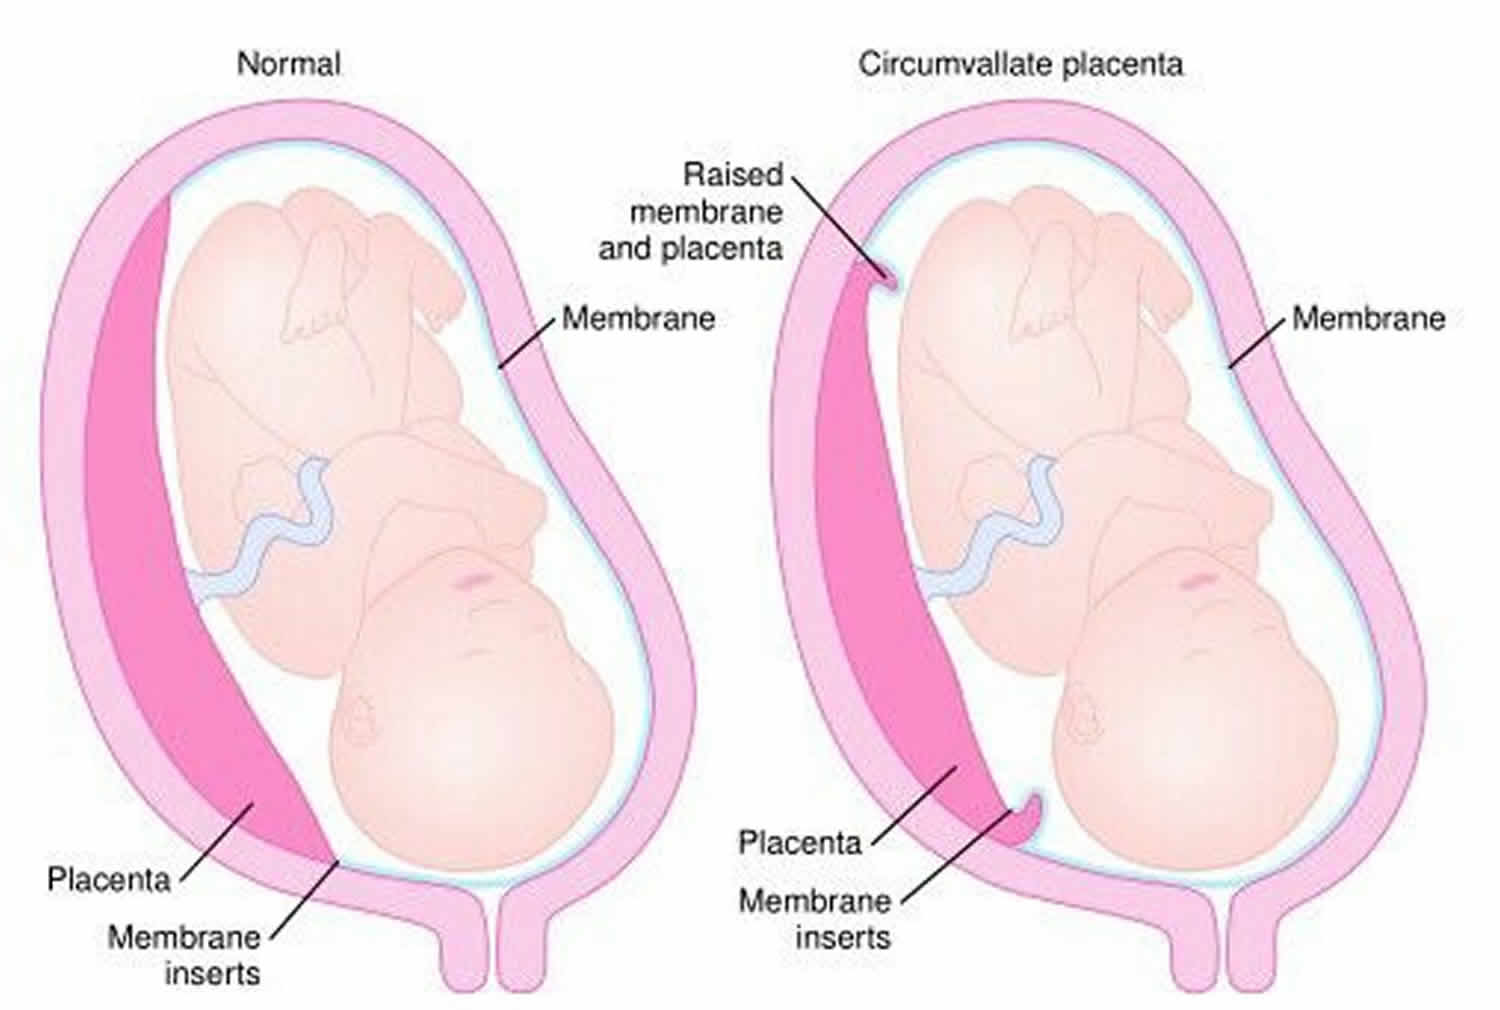 Normal
Circumvallate placenta
Raised
membrane
and placenta
Membrane
Membrane
Placenta
Membrane
inserts
Placenta
Membrane
inserts